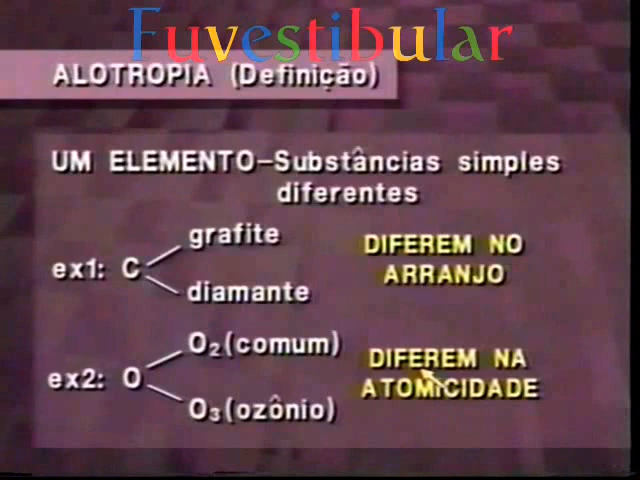 Fuvestibular
ALOTROPIA (Definição)
UM ELEMENTO-Substâncias simples
diferentes
ex1: C
grafite
diamante
DIFEREM NO
ARRANJO
ex2: O
O₂(comum)
O₃(ozônio)
DIFEREM NA
ATOMICIDADE